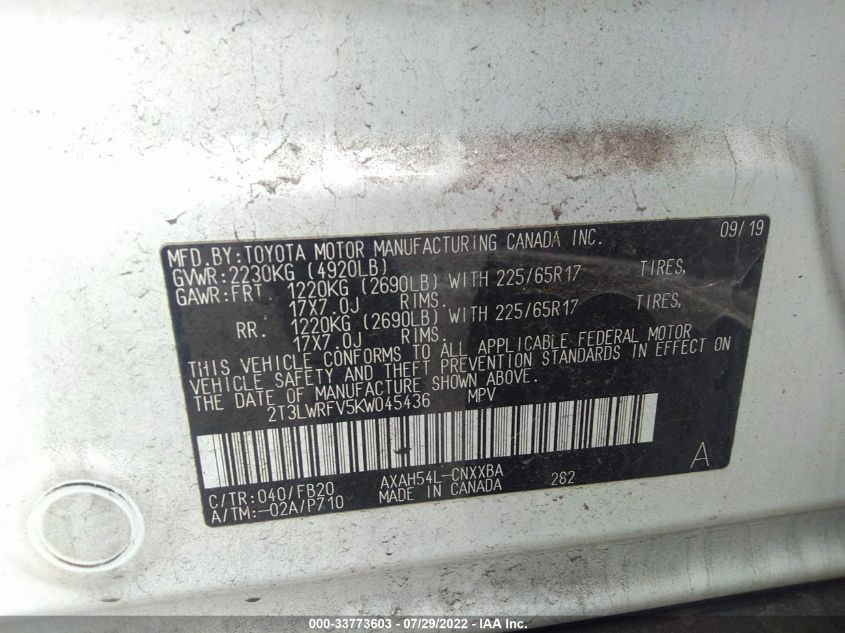 MFD.BY:TOYOTA MOTOR MANUFACTURING CANADA INC. 09/19
GVWR:2230KG (4920LB)
GAWR:FRT. 1220KG (2690LB) WITH 225/65R17 TIRES,
17X7.0J RIMS.
RR. 1220KG (2690LB) WITH 225/65R17 TIRES,
17X7.0J RIMS.
THIS VEHICLE CONFORMS TO ALL APPLICABLE FEDERAL MOTOR
VEHICLE SAFETY AND THEFT PREVENTION STANDARDS IN EFFECT ON
THE DATE OF MANUFACTURE SHOWN ABOVE.
2T3LWRFV5KW045436 MPV
A
C/TR:040/FB20 AXAH54L-CNXXBA 282
A/TM:-02A/P710 MADE IN CANADA
000-33773603 / 07/29/2022 - IAA Inc.